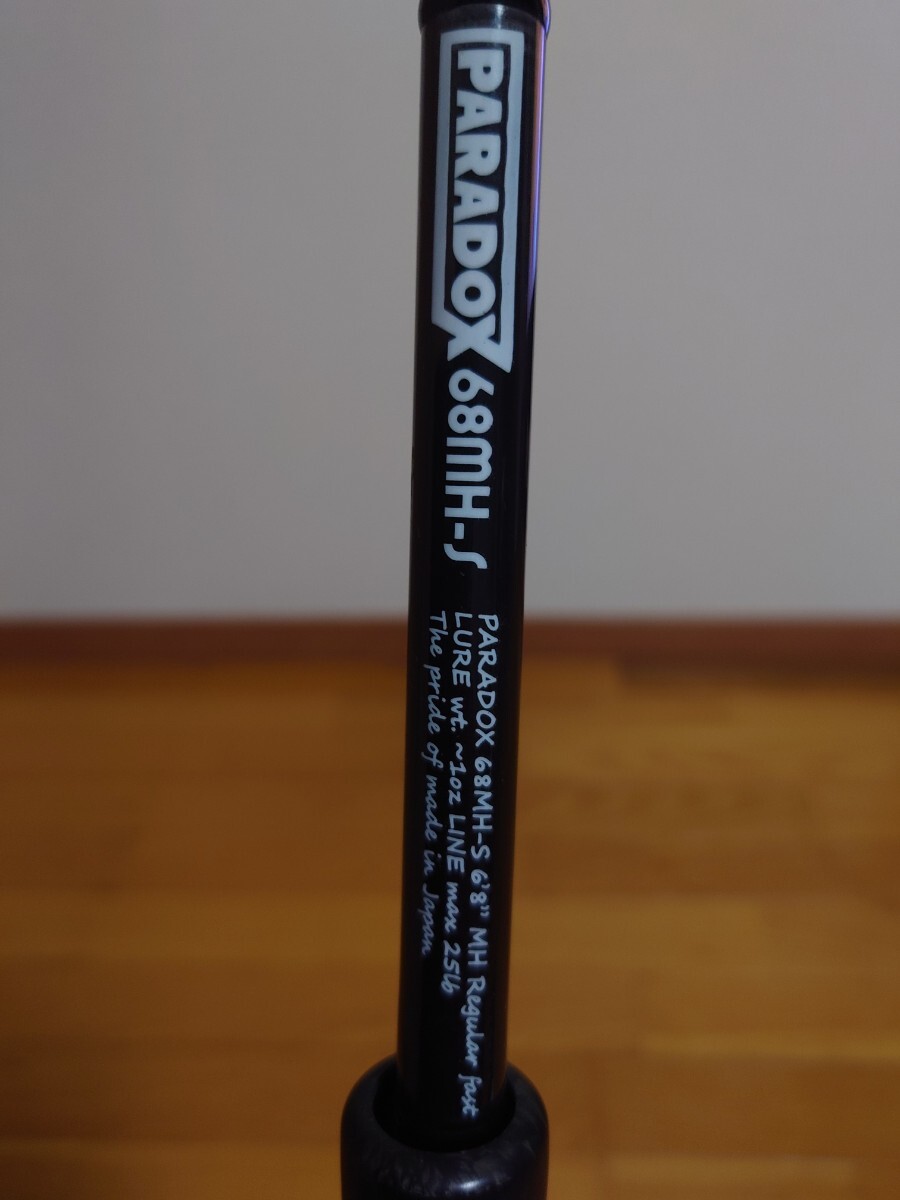 PARADOX 68MH-S
PARADOX 68MH-S 6'8" MH Regular fast
LURE wt. ~1oz LINE max 25lb
The pride of made in Japan